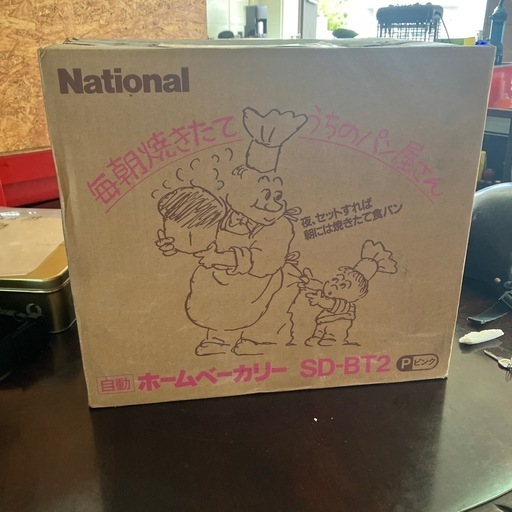 National
毎朝焼きたて うちのパン屋さん
夜、セットすれば
朝には焼きたて食パン
自動 ホームベーカリー SD-BT2 P ピンク